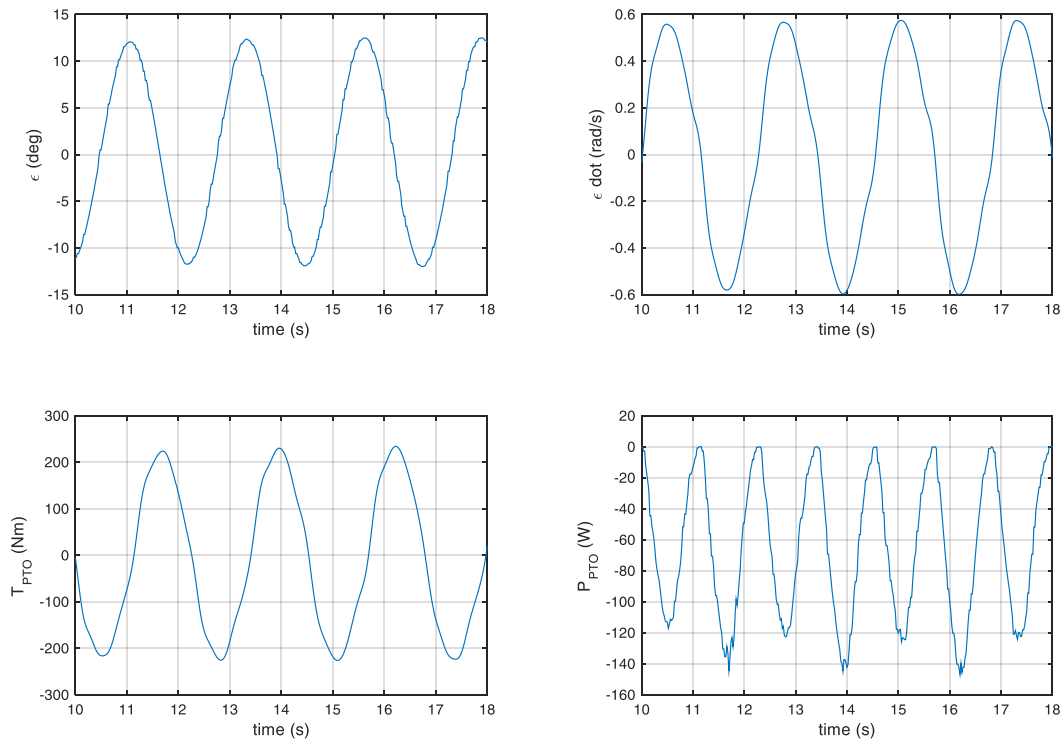 15
10
5
0
-5
-10
-15
ϵ (deg)
10 11 12 13 14 15 16 17 18
time (s)
0.6
0.4
0.2
0
-0.2
-0.4
-0.6
ϵ dot (rad/s)
10 11 12 13 14 15 16 17 18
time (s)
300
200
100
0
-100
-200
-300
T_PTO (Nm)
10 11 12 13 14 15 16 17 18
time (s)
20
0
-20
-40
-60
-80
-100
-120
-140
-160
P_PTO (W)
10 11 12 13 14 15 16 17 18
time (s)